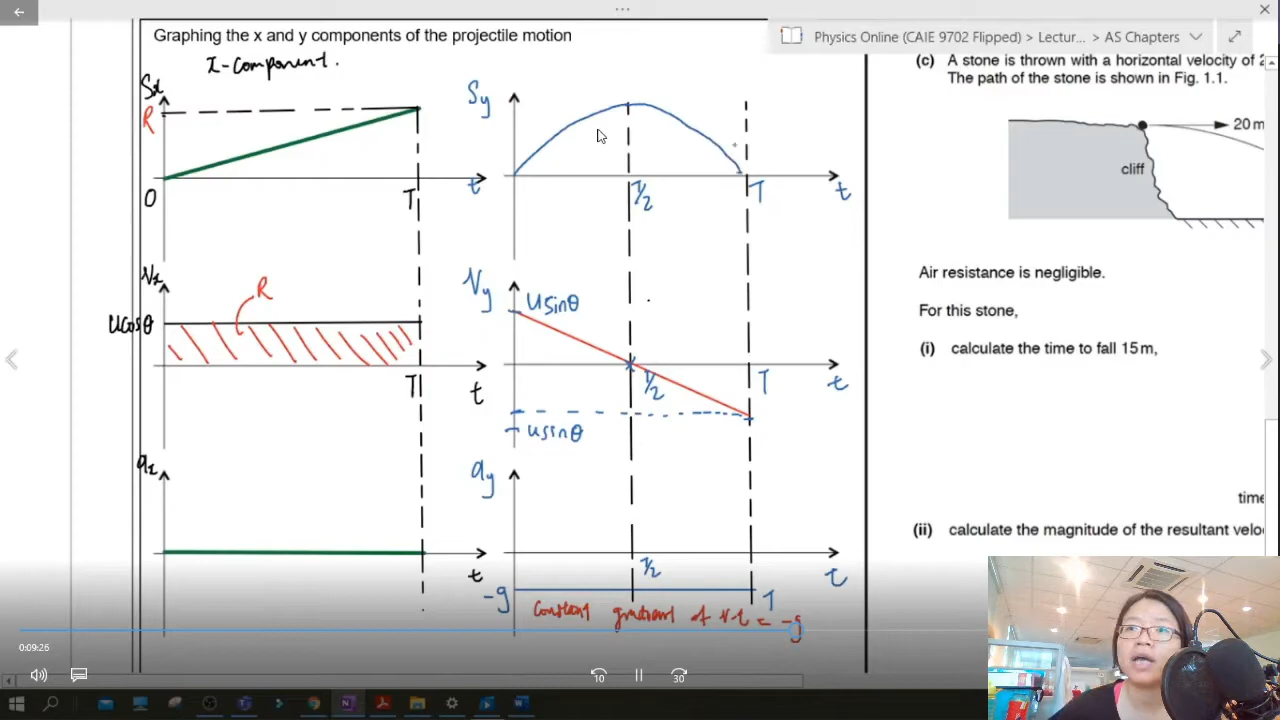 Physics Online (CAIE 9702 Flipped) > Lectur... > AS Chapters
Graphing the x and y components of the projectile motion
X-Component.
Sx
R
O
T
t
Sy
T/2
T
t
Vx
ucosθ
R
T
t
Vy
usinθ
T/2
T
t
-usinθ
ax
t
ay
T/2
t
-g
T
Constant gradient of v-t = -g
(c) A stone is thrown with a horizontal velocity of
The path of the stone is shown in Fig. 1.1.
20 m
cliff
Air resistance is negligible.
For this stone,
(i) calculate the time to fall 15 m,
time
(ii) calculate the magnitude of the resultant velo
0:09:26
10
30